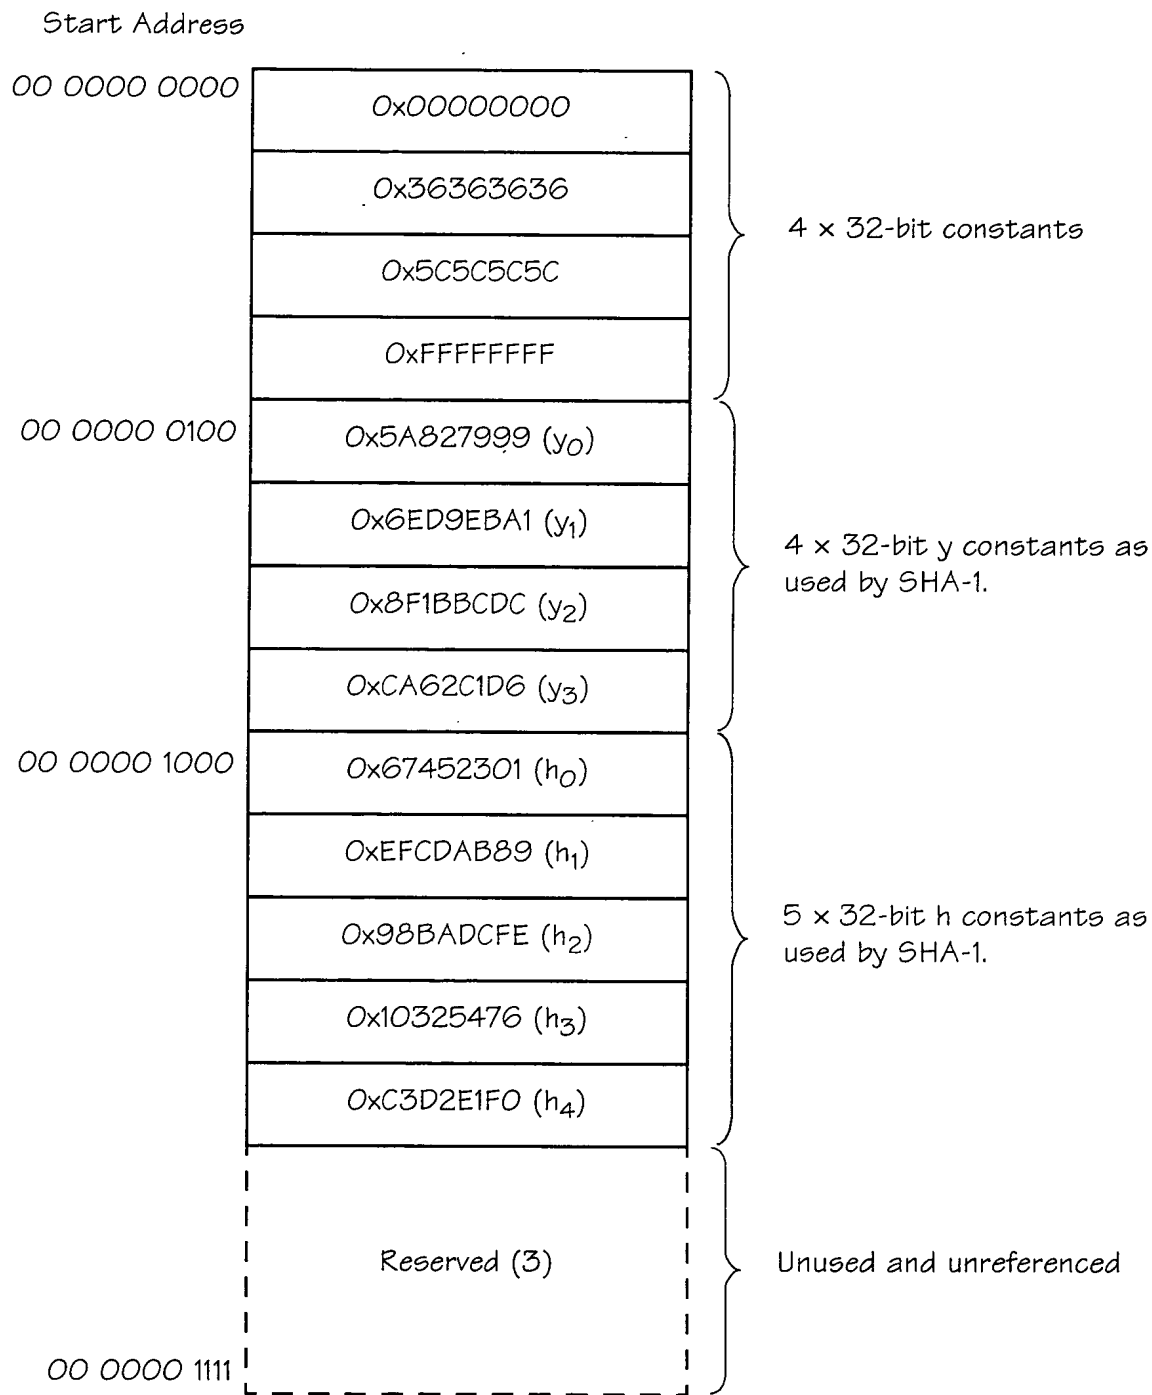 Start Address
00 0000 0000
0x00000000
0x36363636
0x5C5C5C5C
0xFFFFFFFF
4 × 32-bit constants
00 0000 0100
0x5A827999 (y0)
0x6ED9EBA1 (y1)
0x8F1BBCDC (y2)
0xCA62C1D6 (y3)
4 × 32-bit y constants as
used by SHA-1.
00 0000 1000
0x67452301 (h0)
0xEFCDAB89 (h1)
0x98BADCFE (h2)
0x10325476 (h3)
0xC3D2E1F0 (h4)
5 × 32-bit h constants as
used by SHA-1.
Reserved (3)
Unused and unreferenced
00 0000 1111